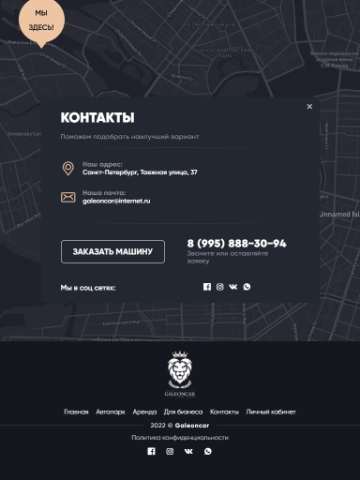 МЫ
ЗДЕСЬ!
КОНТАКТЫ
Поможем подобрать наилучший вариант
Наш адрес:
Санкт-Петербург, Таежная улица, 37
Наша почта:
galeoncar@internet.ru
ЗАКАЗАТЬ МАШИНУ
8 (995) 888-30-94
Звоните или оставляйте
заявку
Мы в соц сетях:
GALEONCAR
Главная Автопарк Аренда Для бизнеса Контакты Личный кабинет
2022 © Galeoncar
Политика конфиденциальности